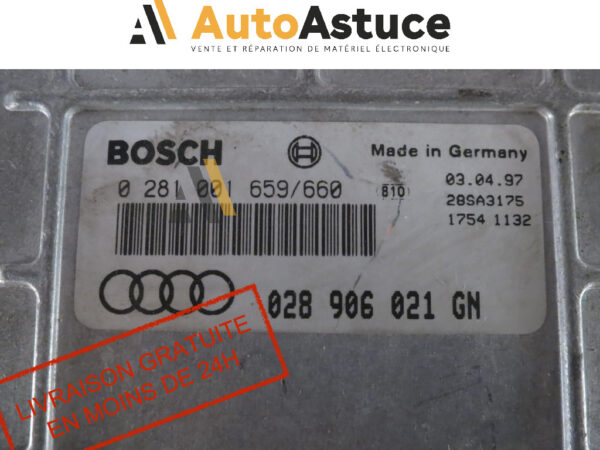 AutoAstuce
VENTE ET RÉPARATION DE MATÉRIEL ÉLECTRONIQUE
BOSCH
Made in Germany
0 281 001 659/660
810
03.04.97
28SA3175
1754 1132
028 906 021 GN
LIVRAISON GRATUITE
EN MOINS DE 24H